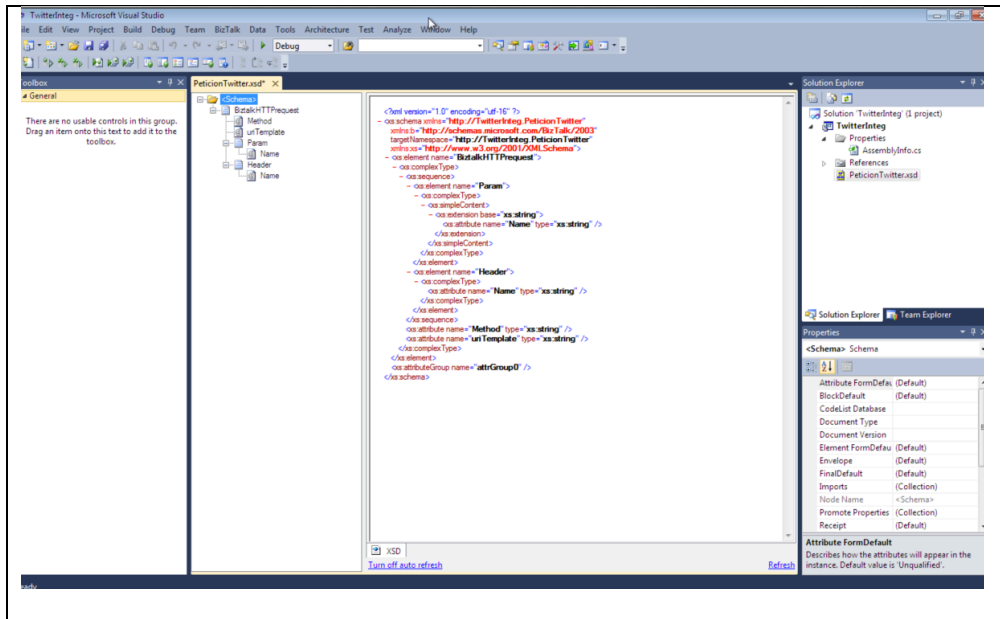 TwitterInteg - Microsoft Visual Studio
ile Edit View Project Build Debug Team BizTalk Data Tools Architecture Test Analyze Window Help
Debug
oolbox
General
There are no usable controls in this group.
Drag an item onto this text to add it to the
toolbox.
PeticionTwitter.xsd*
<Schema>
BiztalkHTTPrequest
Method
uriTemplate
Param
Name
Header
Name
<?xml version="1.0" encoding="utf-16" ?>
- <xs:schema xmlns="http://TwitterInteg.PeticionTwitter"
xmlns:b="http://schemas.microsoft.com/BizTalk/2003"
targetNamespace="http://TwitterInteg.PeticionTwitter"
xmlns:xs="http://www.w3.org/2001/XMLSchema">
- <xs:element name="BiztalkHTTPrequest">
- <xs:complexType>
- <xs:sequence>
- <xs:element name="Param">
- <xs:complexType>
- <xs:simpleContent>
- <xs:extension base="xs:string">
<xs:attribute name="Name" type="xs:string" />
</xs:extension>
</xs:simpleContent>
</xs:complexType>
</xs:element>
- <xs:element name="Header">
- <xs:complexType>
<xs:attribute name="Name" type="xs:string" />
</xs:complexType>
</xs:element>
</xs:sequence>
<xs:attribute name="Method" type="xs:string" />
<xs:attribute name="uriTemplate" type="xs:string" />
</xs:complexType>
</xs:element>
<xs:attributeGroup name="attrGroup0" />
</xs:schema>
XSD
Turn off auto refresh
Refresh
Solution Explorer
Solution 'TwitterInteg' (1 project)
TwitterInteg
Properties
AssemblyInfo.cs
References
PeticionTwitter.xsd
Solution Explorer Team Explorer
Properties
<Schema> Schema
Attribute FormDefau (Default)
BlockDefault (Default)
CodeList Database
Document Type
Document Version
Element FormDefau (Default)
Envelope (Default)
FinalDefault (Default)
Imports (Collection)
Node Name <Schema>
Promote Properties (Collection)
Receipt (Default)
Attribute FormDefault
Describes how the attributes will appear in the
instance. Default value is 'Unqualified'.